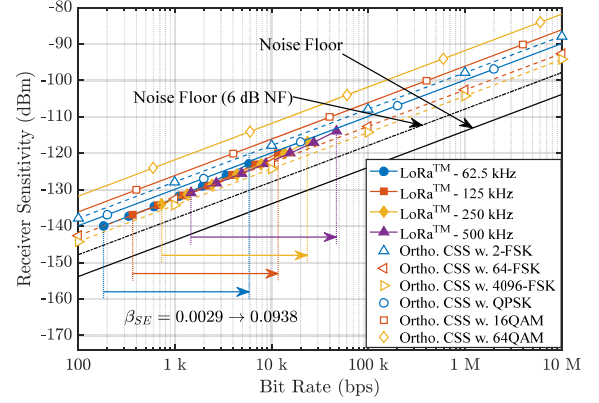 -80
-90
-100
-110
-120
-130
-140
-150
-160
-170
Receiver Sensitivity (dBm)
Noise Floor
Noise Floor (6 dB NF)
LoRa™ - 62.5 kHz
LoRa™ - 125 kHz
LoRa™ - 250 kHz
LoRa™ - 500 kHz
Ortho. CSS w. 2-FSK
Ortho. CSS w. 64-FSK
Ortho. CSS w. 4096-FSK
Ortho. CSS w. QPSK
Ortho. CSS w. 16QAM
Ortho. CSS w. 64QAM
β_SE = 0.0029 → 0.0938
100
1 k
10 k
100 k
1 M
10 M
Bit Rate (bps)